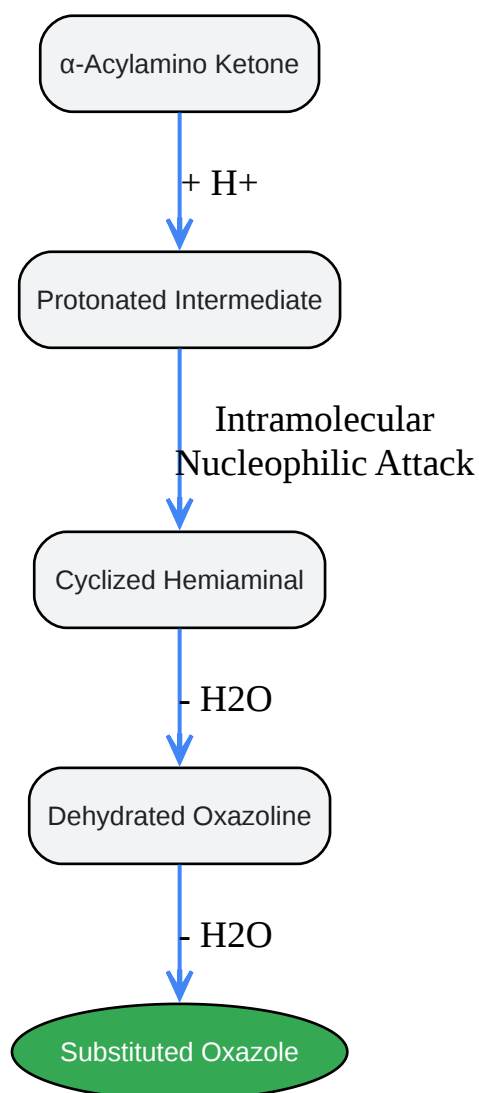 α-Acylamino Ketone
+ H+
Protonated Intermediate
Intramolecular
Nucleophilic Attack
Cyclized Hemiaminal
- H2O
Dehydrated Oxazoline
- H2O
Substituted Oxazole